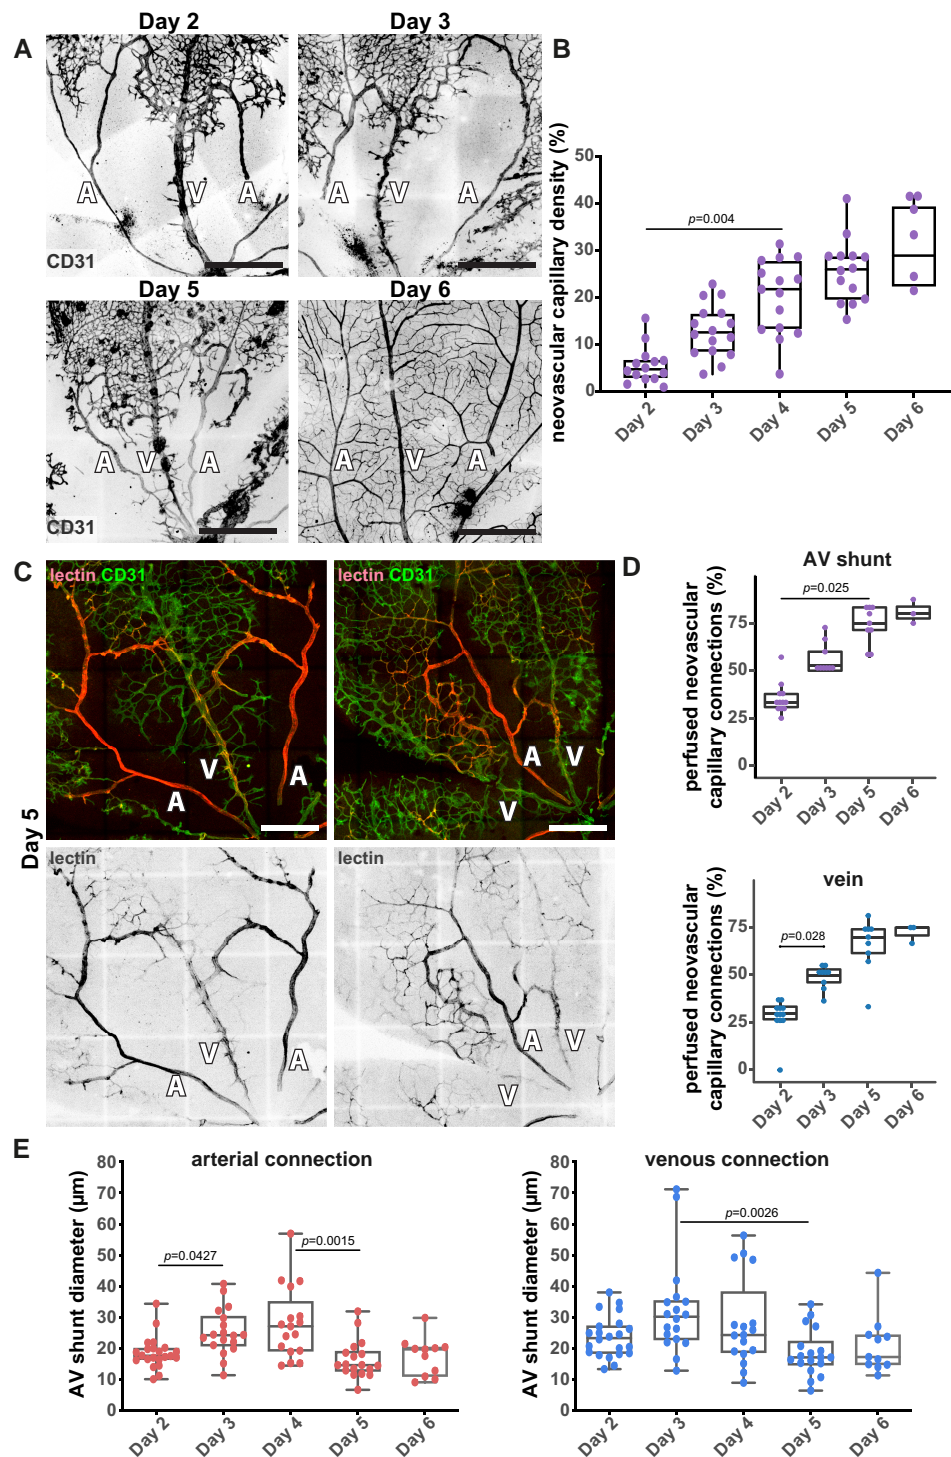 A
Day 2
Day 3
A
V
A
A
V
A
CD31
Day 5
Day 6
A
V
A
A
V
A
CD31
B
neovascular capillary density (%)
50
40
30
20
10
0
p=0.004
Day 2
Day 3
Day 4
Day 5
Day 6
C
Day 5
lectin CD31
V
A
A
lectin CD31
A
V
V
lectin
V
A
A
lectin
A
V
V
D
AV shunt
perfused neovascular
capillary connections (%)
75
50
25
0
p=0.025
Day 2
Day 3
Day 5
Day 6
vein
perfused neovascular
capillary connections (%)
75
50
25
0
p=0.028
Day 2
Day 3
Day 5
Day 6
E
arterial connection
AV shunt diameter (µm)
80
70
60
50
40
30
20
10
0
p=0.0427
p=0.0015
Day 2
Day 3
Day 4
Day 5
Day 6
venous connection
AV shunt diameter (µm)
80
70
60
50
40
30
20
10
0
p=0.0026
Day 2
Day 3
Day 4
Day 5
Day 6